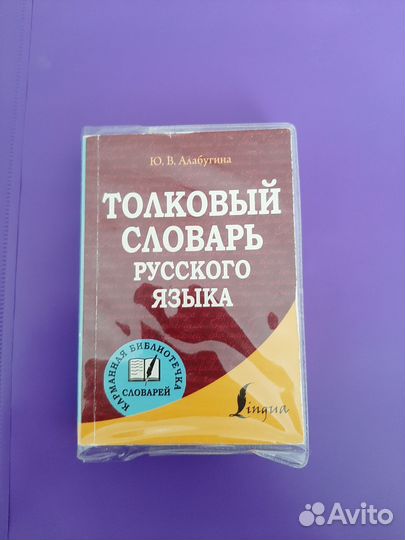 Ю. В. Алабугина
ТОЛКОВЫЙ
СЛОВАРЬ
РУССКОГО
ЯЗЫКА
КАРМАННАЯ БИБЛИОТЕЧКА
СЛОВАРЕЙ
Lingua
Avito